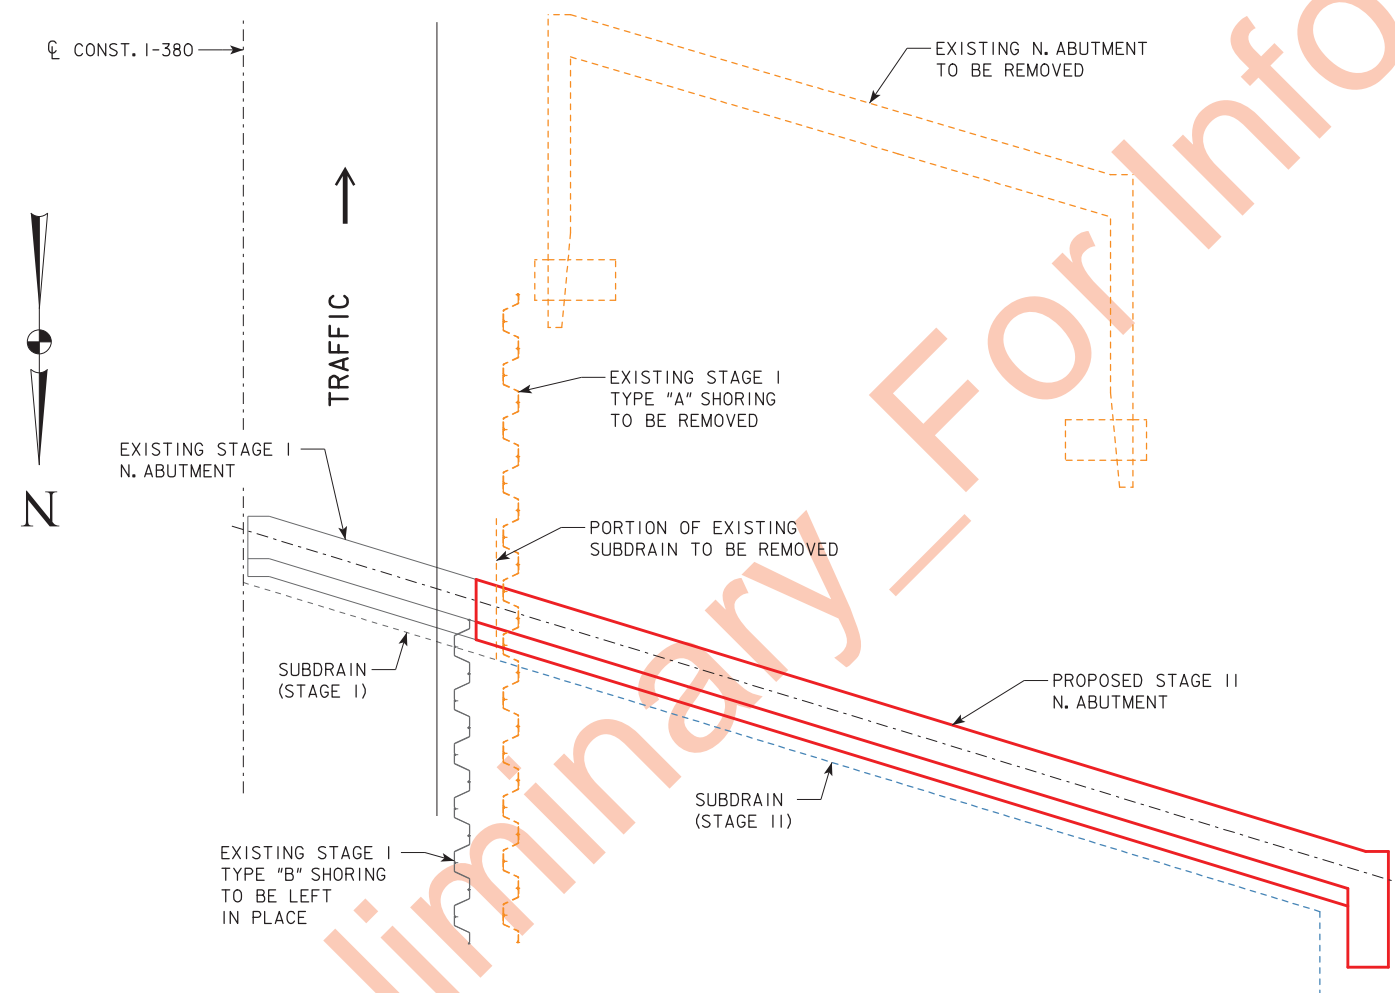 ℄ CONST. I-380
EXISTING N. ABUTMENT
TO BE REMOVED
TRAFFIC
EXISTING STAGE I
TYPE "A" SHORING
TO BE REMOVED
EXISTING STAGE I
N. ABUTMENT
N
PORTION OF EXISTING
SUBDRAIN TO BE REMOVED
SUBDRAIN
(STAGE I)
PROPOSED STAGE II
N. ABUTMENT
SUBDRAIN
(STAGE II)
EXISTING STAGE I
TYPE "B" SHORING
TO BE LEFT
IN PLACE
liminary_For Info